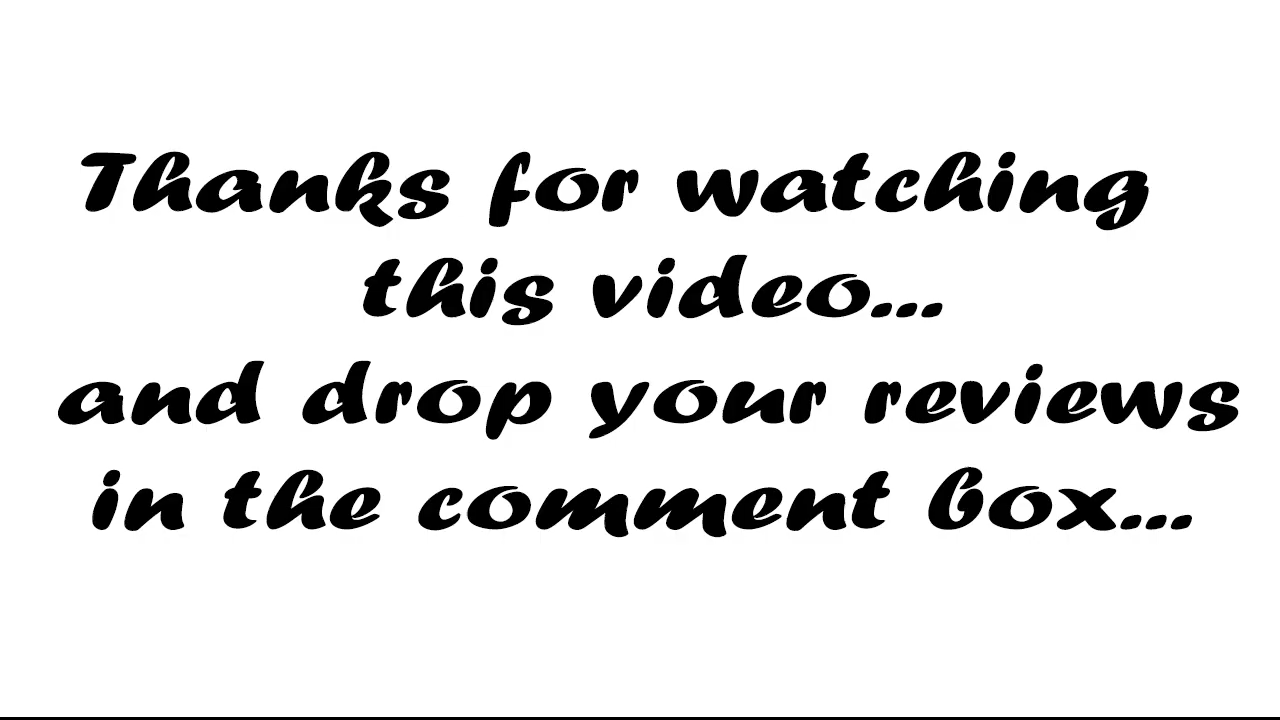 Thanks for watching
this video...
and drop your reviews
in the comment box...